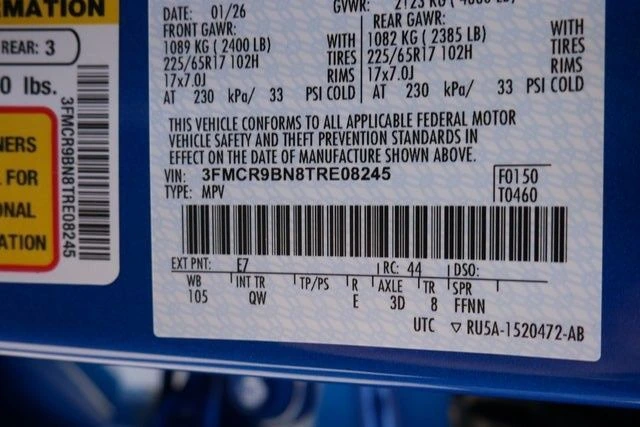 RMATION
REAR: 3
0 lbs.
3FMCR9BN8TRE08245
NERS
FOR
ONAL
ATION
DATE: 01/26
GVWR:
FRONT GAWR:
REAR GAWR:
1089 KG ( 2400 LB) WITH
1082 KG ( 2385 LB) WITH
225/65R17 102H TIRES
225/65R17 102H TIRES
17x7.0J RIMS
17x7.0J RIMS
AT 230 kPa/ 33 PSI COLD
AT 230 kPa/ 33 PSI COLD
THIS VEHICLE CONFORMS TO ALL APPLICABLE FEDERAL MOTOR
VEHICLE SAFETY AND THEFT PREVENTION STANDARDS IN
EFFECT ON THE DATE OF MANUFACTURE SHOWN ABOVE.
VIN: 3FMCR9BN8TRE08245 F0150
TYPE: MPV T0460
EXT PNT: E7 RC: 44 DSO:
WB INT TR TP/PS R AXLE TR SPR
105 QW E 3D 8 FFNN
UTC ▽ RU5A-1520472-AB